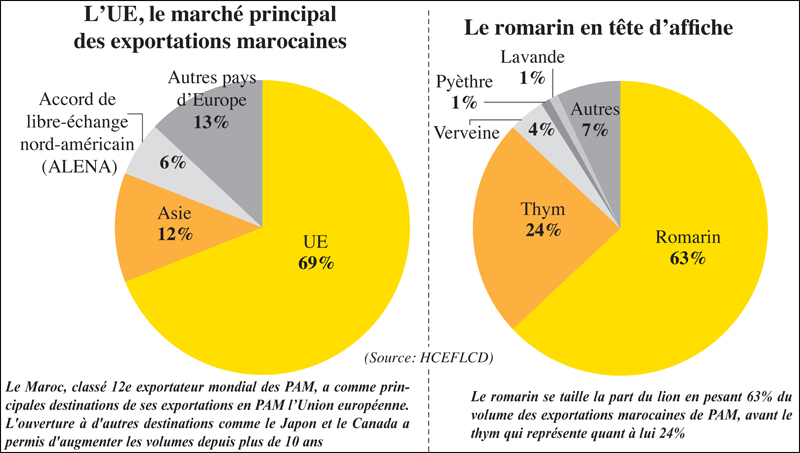 L’UE, le marché principal
des exportations marocaines
Autres pays
d’Europe
13%
Accord de
libre-échange
nord-américain
(ALENA)
6%
Asie
12%
UE
69%
Le Maroc, classé 12e exportateur mondial des PAM, a comme prin-
cipales destinations de ses exportations en PAM l’Union européenne.
L'ouverture à d'autres destinations comme le Japon et le Canada a
permis d'augmenter les volumes depuis plus de 10 ans
Le romarin en tête d’affiche
Lavande
1%
Pyèthre
1%
Verveine
4%
Autres
7%
Thym
24%
Romarin
63%
(Source: HCEFLCD)
Le romarin se taille la part du lion en pesant 63% du
volume des exportations marocaines de PAM, avant le
thym qui représente quant à lui 24%